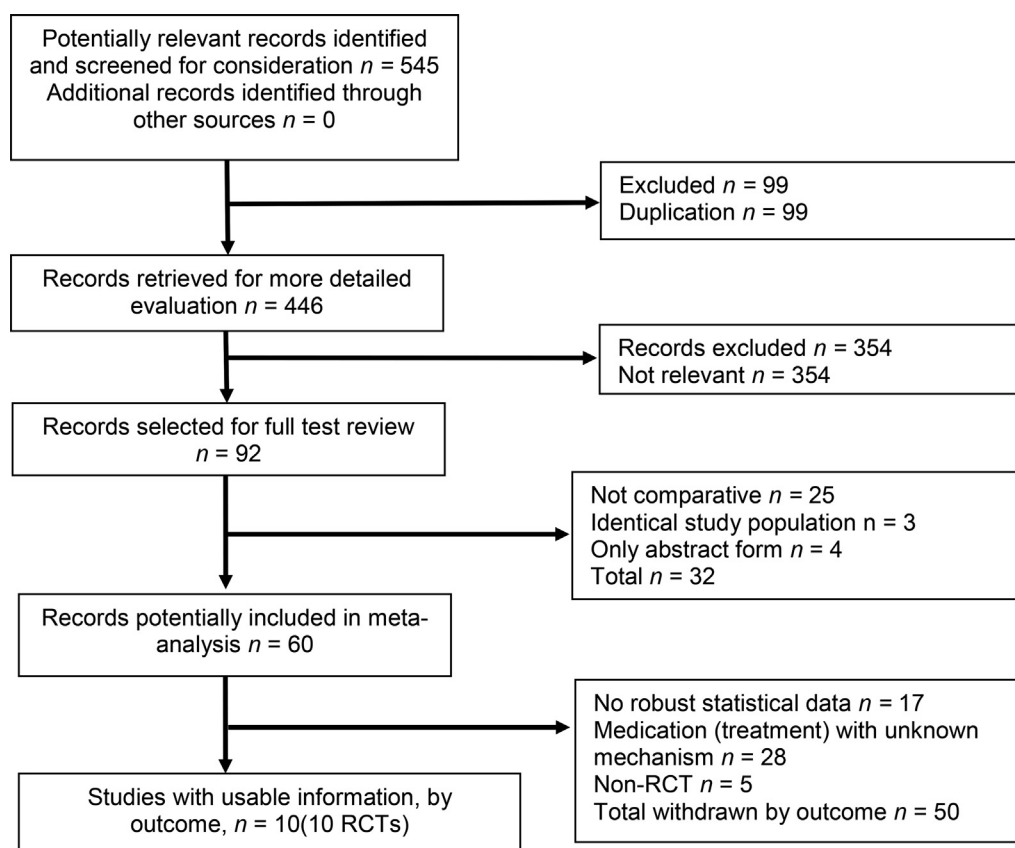 Potentially relevant records identified
and screened for consideration n = 545
Additional records identified through
other sources n = 0
Excluded n = 99
Duplication n = 99
Records retrieved for more detailed
evaluation n = 446
Records excluded n = 354
Not relevant n = 354
Records selected for full test review
n = 92
Not comparative n = 25
Identical study population n = 3
Only abstract form n = 4
Total n = 32
Records potentially included in meta-
analysis n = 60
No robust statistical data n = 17
Medication (treatment) with unknown
mechanism n = 28
Non-RCT n = 5
Total withdrawn by outcome n = 50
Studies with usable information, by
outcome, n = 10(10 RCTs)